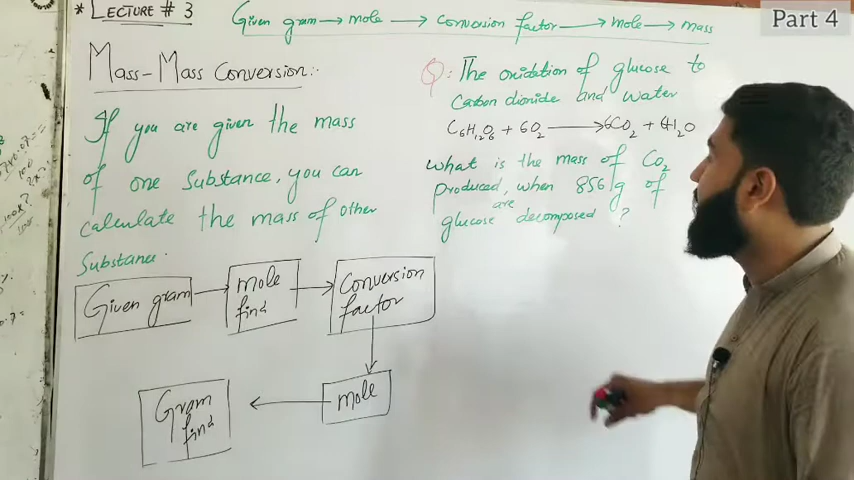 Part 4
* LECTURE # 3
Given gram → mole → conversion factor → mole → mass
Mass-Mass Conversion:-
If you are given the mass
of one Substance, you can
calculate the mass of other
Substance.
Given gram → mole find → Conversion factor
Gram find ← mole
Q: The oxidation of glucose to
Carbon dioxide and water
C6H12O6 + 6O2 → 6CO2 + 6H2O
what is the mass of CO2
produced, when 856 g of
glucose are decomposed ?